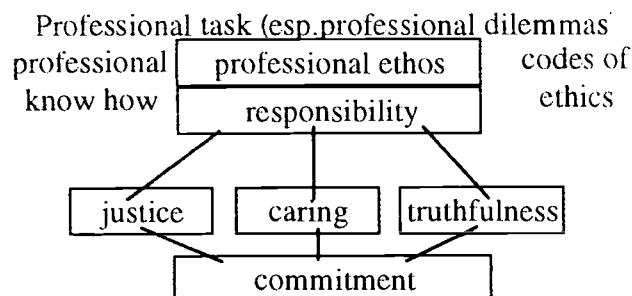 Professional task (esp.professional dilemmas
professional professional ethos codes of
know how responsibility ethics
justice caring truthfulness
commitment